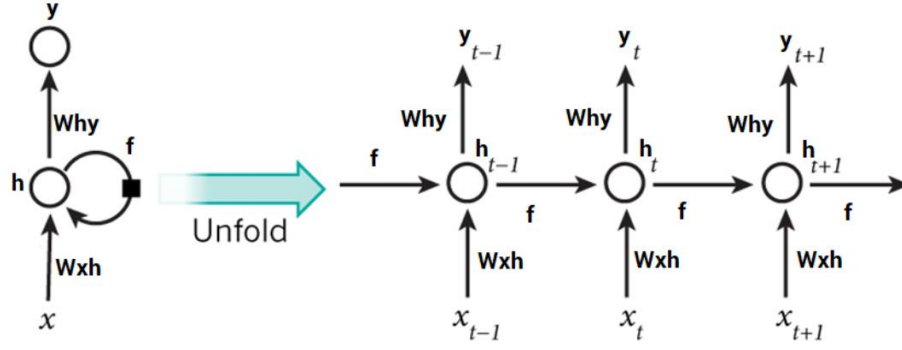 y
Why
f
h
Wxh
x
Unfold
y t−1
y t
y t+1
Why
Why
Why
f
h t−1
h t
h t+1
f
f
f
Wxh
Wxh
Wxh
x t−1
x t
x t+1